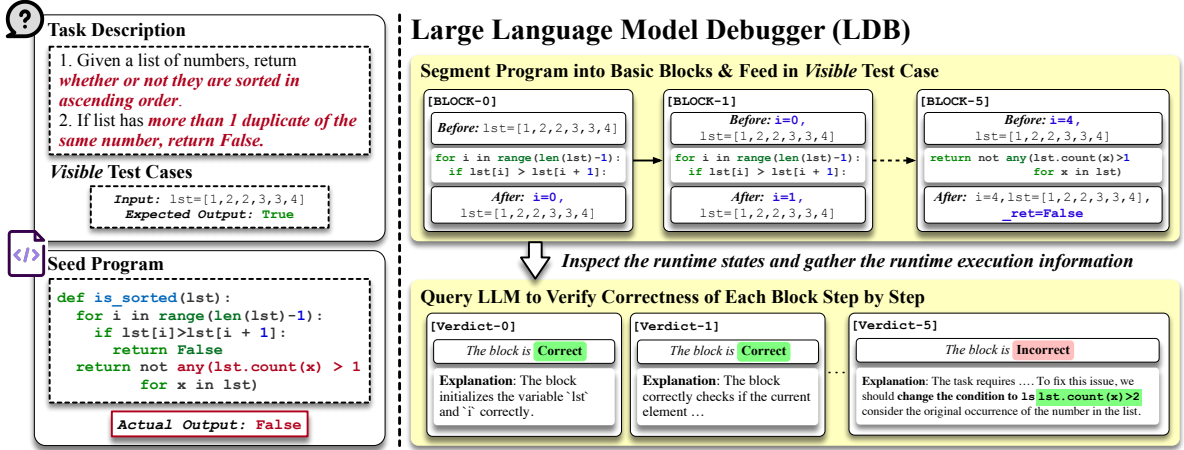 Task Description
1. Given a list of numbers, return
whether or not they are sorted in
ascending order.
2. If list has more than 1 duplicate of the
same number, return False.
Visible Test Cases
Input: lst=[1,2,2,3,3,4]
Expected Output: True
</>
Seed Program
def is_sorted(lst):
for i in range(len(lst)-1):
if lst[i]>lst[i + 1]:
return False
return not any(lst.count(x) > 1
for x in lst)
Actual Output: False
Large Language Model Debugger (LDB)
Segment Program into Basic Blocks & Feed in Visible Test Case
[BLOCK-0]
Before: lst=[1,2,2,3,3,4]
for i in range(len(lst)-1):
if lst[i] > lst[i + 1]:
After: i=0,
lst=[1,2,2,3,3,4]
[BLOCK-1]
Before: i=0,
lst=[1,2,2,3,3,4]
for i in range(len(lst)-1):
if lst[i] > lst[i + 1]:
After: i=1,
lst=[1,2,2,3,3,4]
[BLOCK-5]
Before: i=4,
lst=[1,2,2,3,3,4]
return not any(lst.count(x)>1
for x in lst)
After: i=4,lst=[1,2,2,3,3,4],
_ret=False
Inspect the runtime states and gather the runtime execution information
Query LLM to Verify Correctness of Each Block Step by Step
[Verdict-0]
The block is Correct
Explanation: The block
initializes the variable `lst`
and `i` correctly.
[Verdict-1]
The block is Correct
Explanation: The block
correctly checks if the current
element …
[Verdict-5]
The block is Incorrect
Explanation: The task requires …. To fix this issue, we
should change the condition to ls lst.count(x)>2
consider the original occurrence of the number in the list.